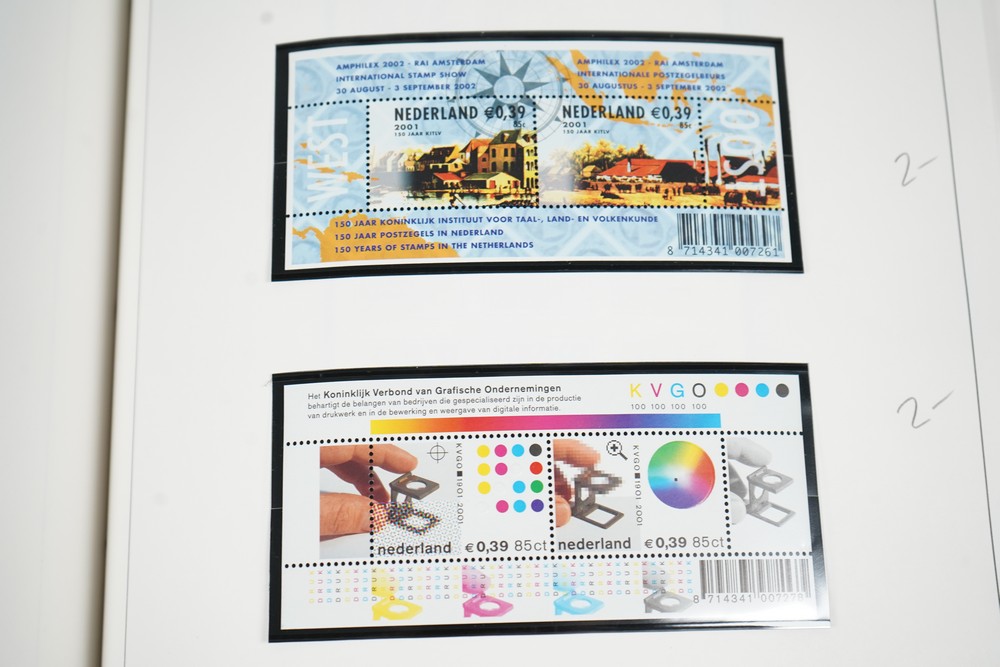 AMPHILEX 2002 - RAI AMSTERDAM
INTERNATIONAL STAMP SHOW
30 AUGUST - 3 SEPTEMBER 2002
AMPHILEX 2002 - RAI AMSTERDAM
INTERNATIONALE POSTZEGELBEURS
30 AUGUSTUS - 3 SEPTEMBER 2002
WEST
NEDERLAND €0,39
2001 85c
150 JAAR KITLV
NEDERLAND €0,39
2001 85c
150 JAAR KITLV
OOST
150 JAAR KONINKLIJK INSTITUUT VOOR TAAL-, LAND- EN VOLKENKUNDE
150 JAAR POSTZEGELS IN NEDERLAND
150 YEARS OF STAMPS IN THE NETHERLANDS
8 714341 007261
2-
Het Koninklijk Verbond van Grafische Ondernemingen
behartigt de belangen van bedrijven die gespecialiseerd zijn in de productie
van drukwerk en in de bewerking en weergave van digitale informatie.
K V G O
100 100 100 100
KVGO 1901 2001
nederland €0,39 85ct
KVGO 1901 2001
nederland €0,39 85ct
8 714341 007278
2-